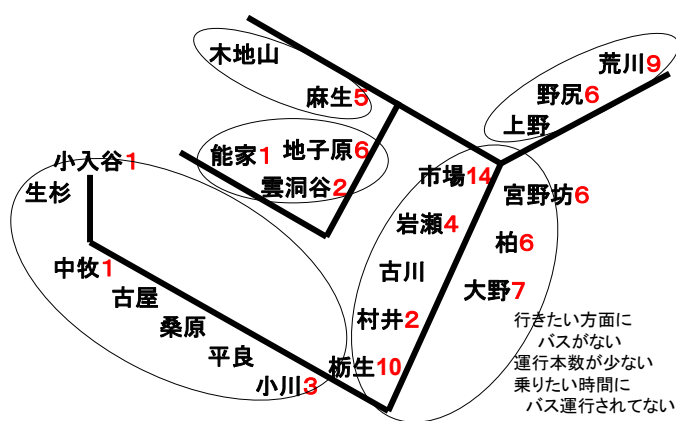 木地山
麻生5
荒川9
野尻6
上野
能家1
地子原6
雲洞谷2
小入谷1
生杉
中牧1
古屋
桑原
平良
小川3
市場14
岩瀬4
古川
村井2
栃生10
宮野坊6
柏6
大野7
行きたい方面に
バスがない
運行本数が少ない
乗りたい時間に
バス運行されてない